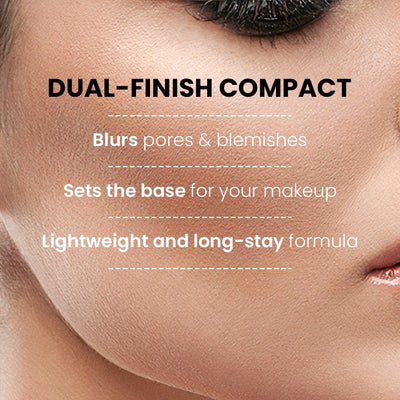 DUAL-FINISH COMPACT
Blurs pores & blemishes
Sets the base for your makeup
Lightweight and long-stay formula